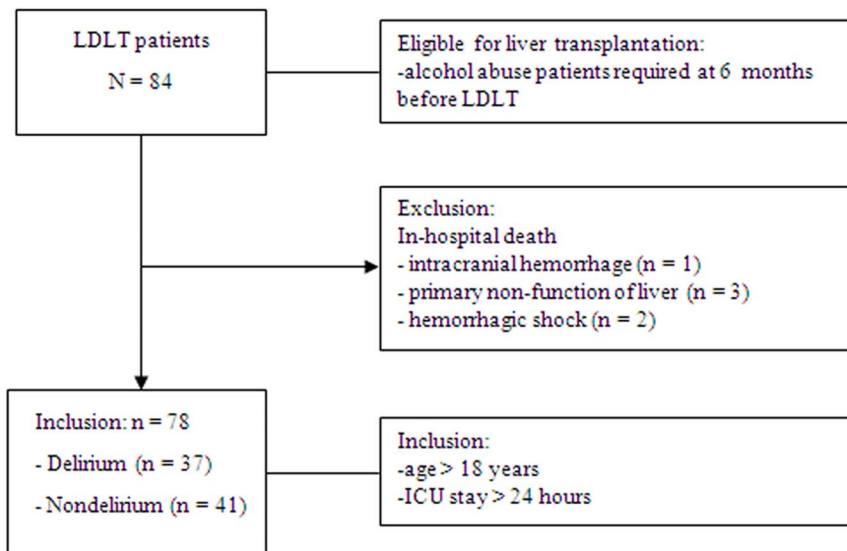 LDLT patients
N = 84
Eligible for liver transplantation:
-alcohol abuse patients required at 6 months
before LDLT
Exclusion:
In-hospital death
- intracranial hemorrhage (n = 1)
- primary non-function of liver (n = 3)
- hemorrhagic shock (n = 2)
Inclusion: n = 78
- Delirium (n = 37)
- Nondelirium (n = 41)
Inclusion:
-age > 18 years
-ICU stay > 24 hours